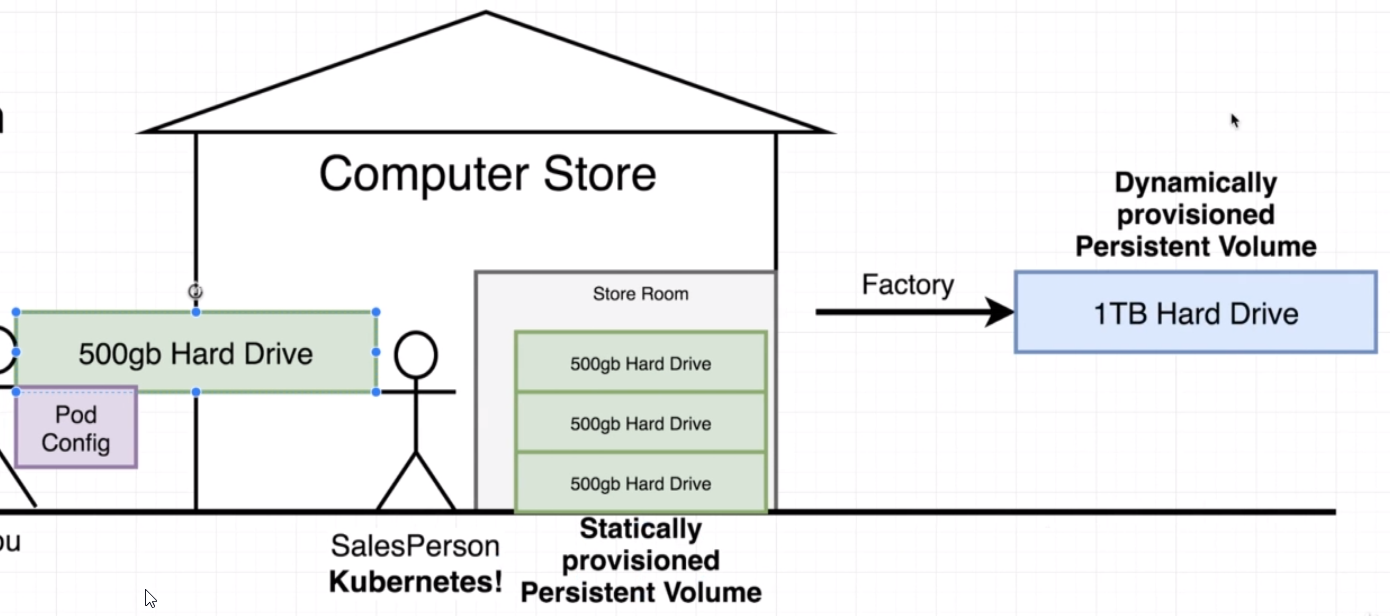 Computer Store
Dynamically
provisioned
Persistent Volume
Factory
1TB Hard Drive
Store Room
500gb Hard Drive
500gb Hard Drive
500gb Hard Drive
500gb Hard Drive
Pod
Config
SalesPerson
Kubernetes!
Statically
provisioned
Persistent Volume